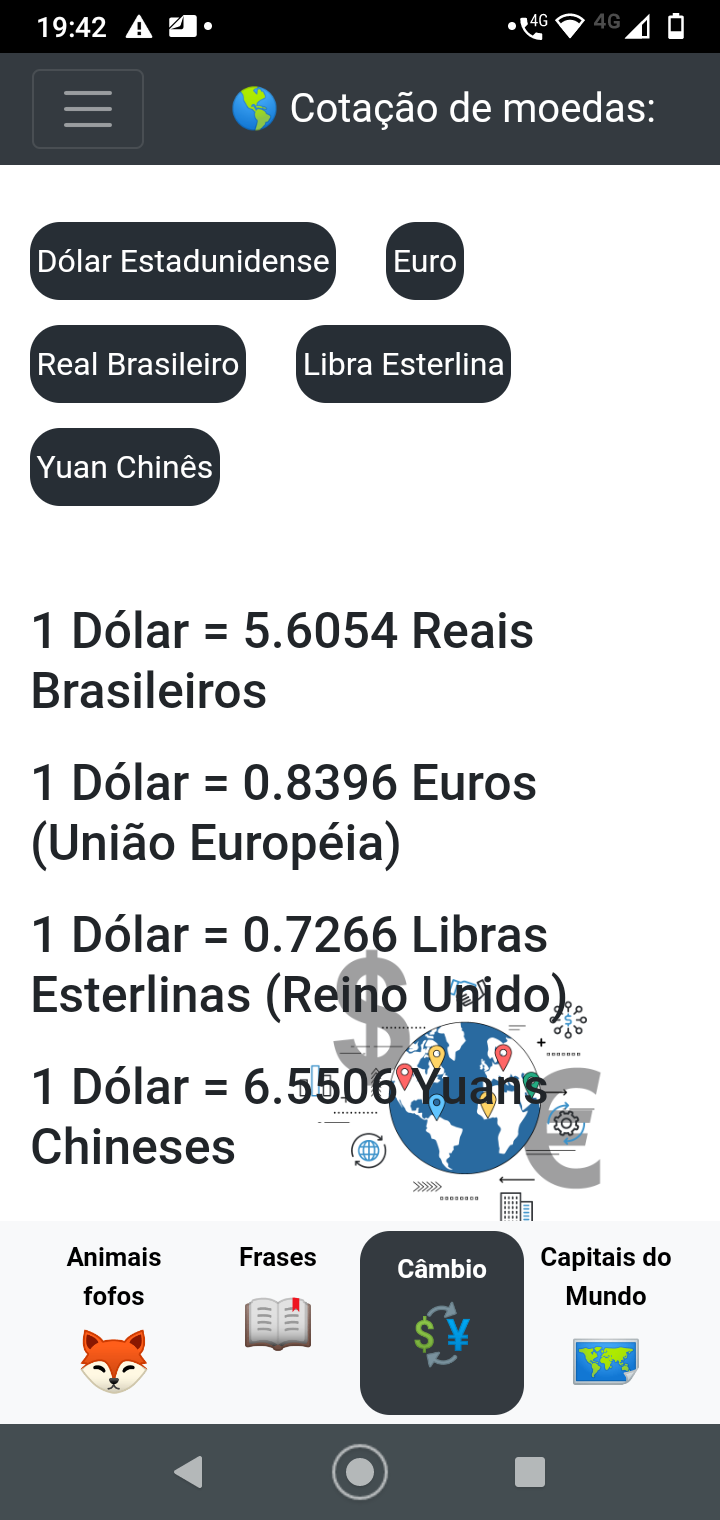 19:42
4G
4G
Cotação de moedas:
Dólar Estadunidense
Euro
Real Brasileiro
Libra Esterlina
Yuan Chinês
1 Dólar = 5.6054 Reais
Brasileiros
1 Dólar = 0.8396 Euros
(União Européia)
1 Dólar = 0.7266 Libras
Esterlinas (Reino Unido)
1 Dólar = 6.5506 Yuans
Chineses
Animais
fofos
Frases
Câmbio
Capitais do
Mundo